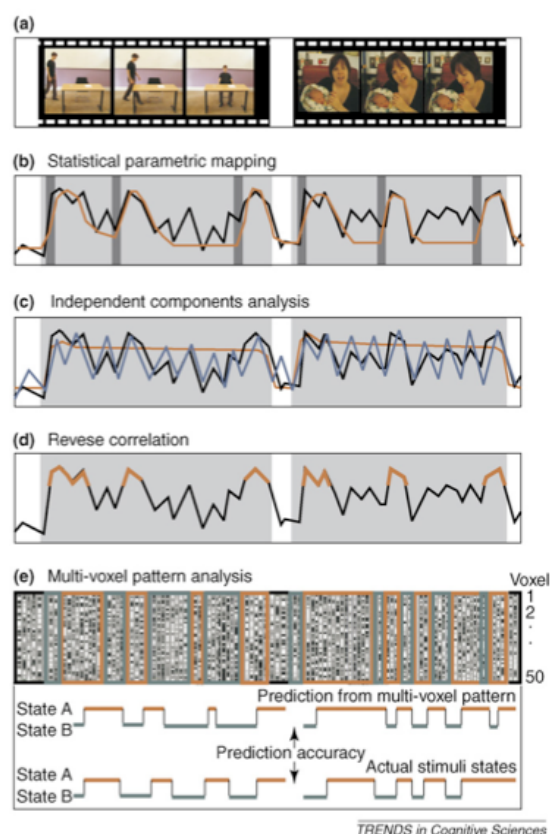 (a)
(b) Statistical parametric mapping
(c) Independent components analysis
(d) Revese correlation
(e) Multi-voxel pattern analysis
Voxel
1
2
.
.
50
Prediction from multi-voxel pattern
State A
State B
Prediction accuracy
Actual stimuli states
State A
State B
TRENDS in Cognitive Sciences